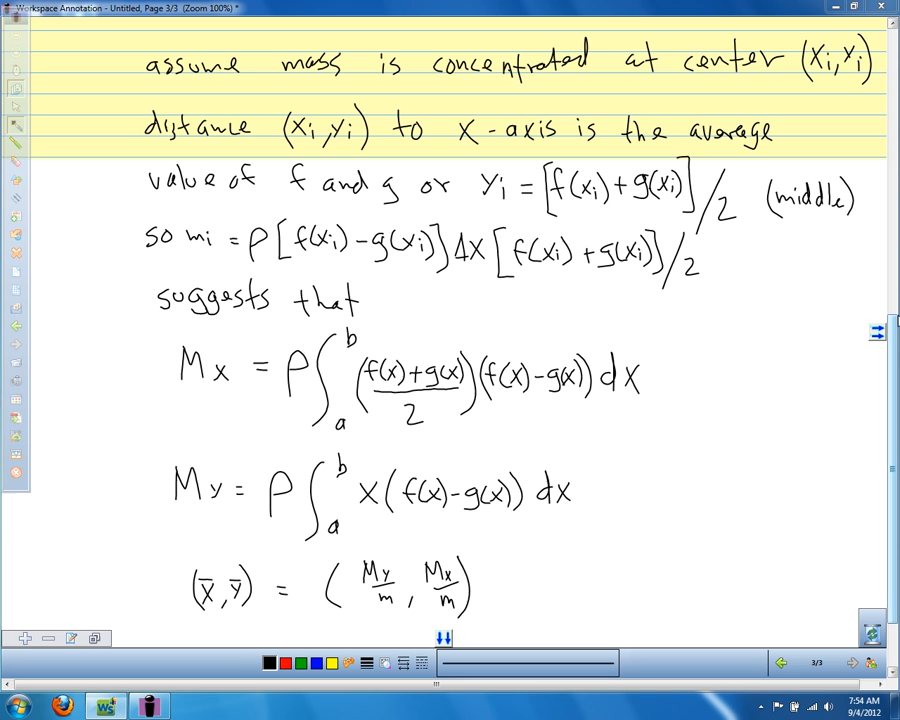 Workspace Annotation - Untitled, Page 3/3 (Zoom 100%) *
assume mass is concentrated at center (xi, yi)
distance (xi, yi) to x-axis is the average
value of f and g or yi = [f(xi) + g(xi)]/2 (middle)
so mi = ρ[f(xi) - g(xi)] Δx [f(xi) + g(xi)]/2
suggests that
Mx = ρ ∫_a^b ((f(x) + g(x))/2)(f(x) - g(x)) dx
My = ρ ∫_a^b x(f(x) - g(x)) dx
(x̄, ȳ) = (My/m, Mx/m)
3/3
7:54 AM
9/4/2012